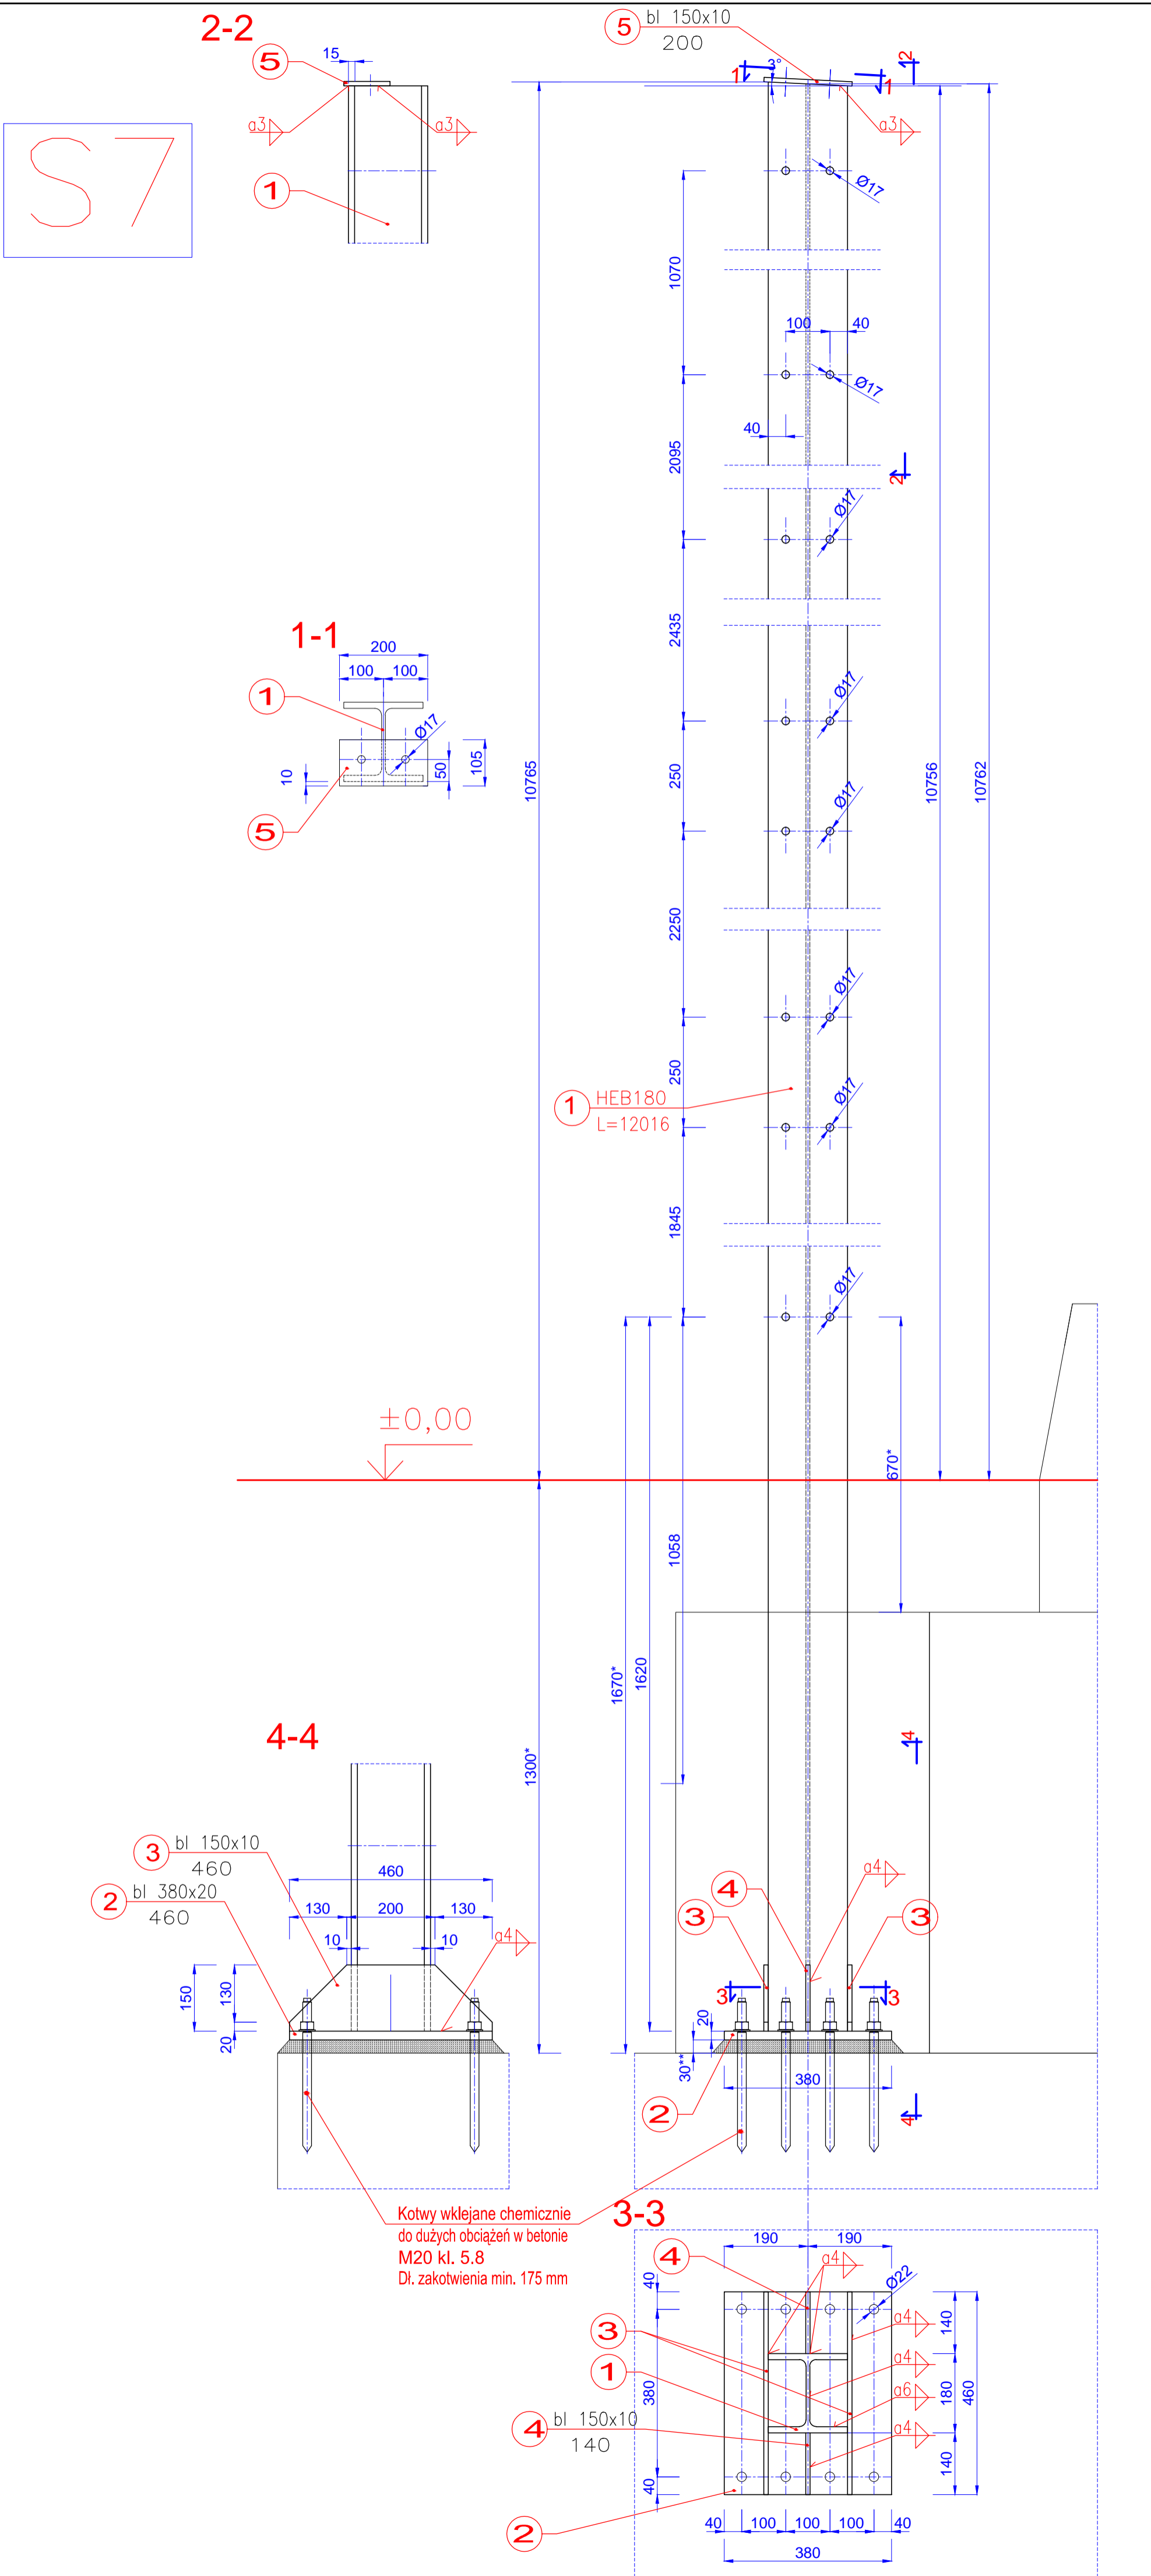 2-2
5
15
a3
a3
1
S7
5
bl 150x10
200
3°
1
1
2
a3
Ø17
1070
100
40
Ø17
40
2095
2
Ø17
2435
Ø17
250
Ø17
2250
Ø17
250
Ø17
1845
Ø17
10765
10756
10762
1-1
200
100
100
1
Ø17
10
50
105
5
1
HEB180
L=12016
±0,00
670*
1058
1670*
1620
1300*
4
4-4
3
bl 150x10
460
2
bl 380x20
460
460
130
200
130
10
10
a4
150
130
20
a4
4
3
3
3
3
20
30**
380
2
4
Kotwy wklejane chemicznie
do dużych obciążeń w betonie
M20 kl. 5.8
Dł. zakotwienia min. 175 mm
3-3
190
190
4
a4
Ø22
40
a4
140
3
1
380
a4
180
460
a6
4
bl 150x10
140
a4
140
40
2
40
100
100
100
40
380